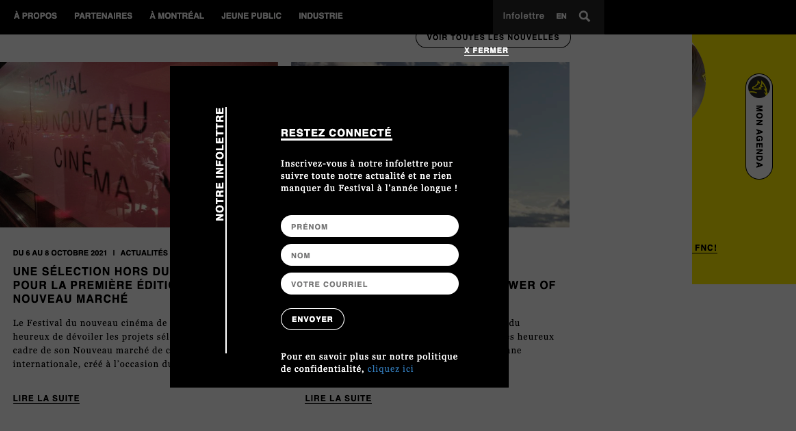 À PROPOS PARTENAIRES À MONTRÉAL JEUNE PUBLIC INDUSTRIE Infolettre EN
VOIR TOUTES LES NOUVELLES
X FERMER
FESTIVAL
DU NOUVEAU
CINÉMA
NOTRE INFOLETTRE
RESTEZ CONNECTÉ
Inscrivez-vous à notre infolettre pour
suivre toute notre actualité et ne rien
manquer du Festival à l'année longue !
PRÉNOM
NOM
VOTRE COURRIEL
ENVOYER
Pour en savoir plus sur notre politique
de confidentialité, cliquez ici
MON AGENDA
FNC!
DU 6 AU 8 OCTOBRE 2021 I ACTUALITÉS
UNE SÉLECTION HORS DU
POUR LA PREMIÈRE ÉDITI
NOUVEAU MARCHÉ
Le Festival du nouveau cinéma de
heureux de dévoiler les projets sél
cadre de son Nouveau marché de c
internationale, créé à l'occasion du
LIRE LA SUITE
WER OF
du
s heureux
nne
LIRE LA SUITE